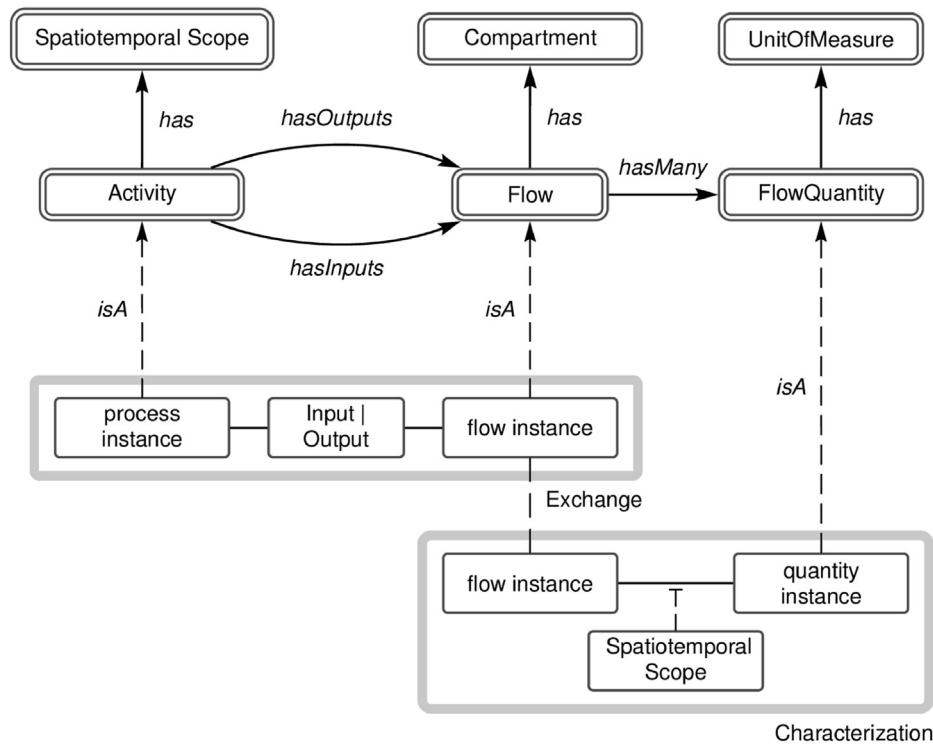 Spatiotemporal Scope
Compartment
UnitOfMeasure
has
hasOutputs
has
hasMany
has
Activity
Flow
FlowQuantity
hasInputs
isA
isA
isA
process
instance
Input |
Output
flow instance
Exchange
flow instance
quantity
instance
Spatiotemporal
Scope
Characterization